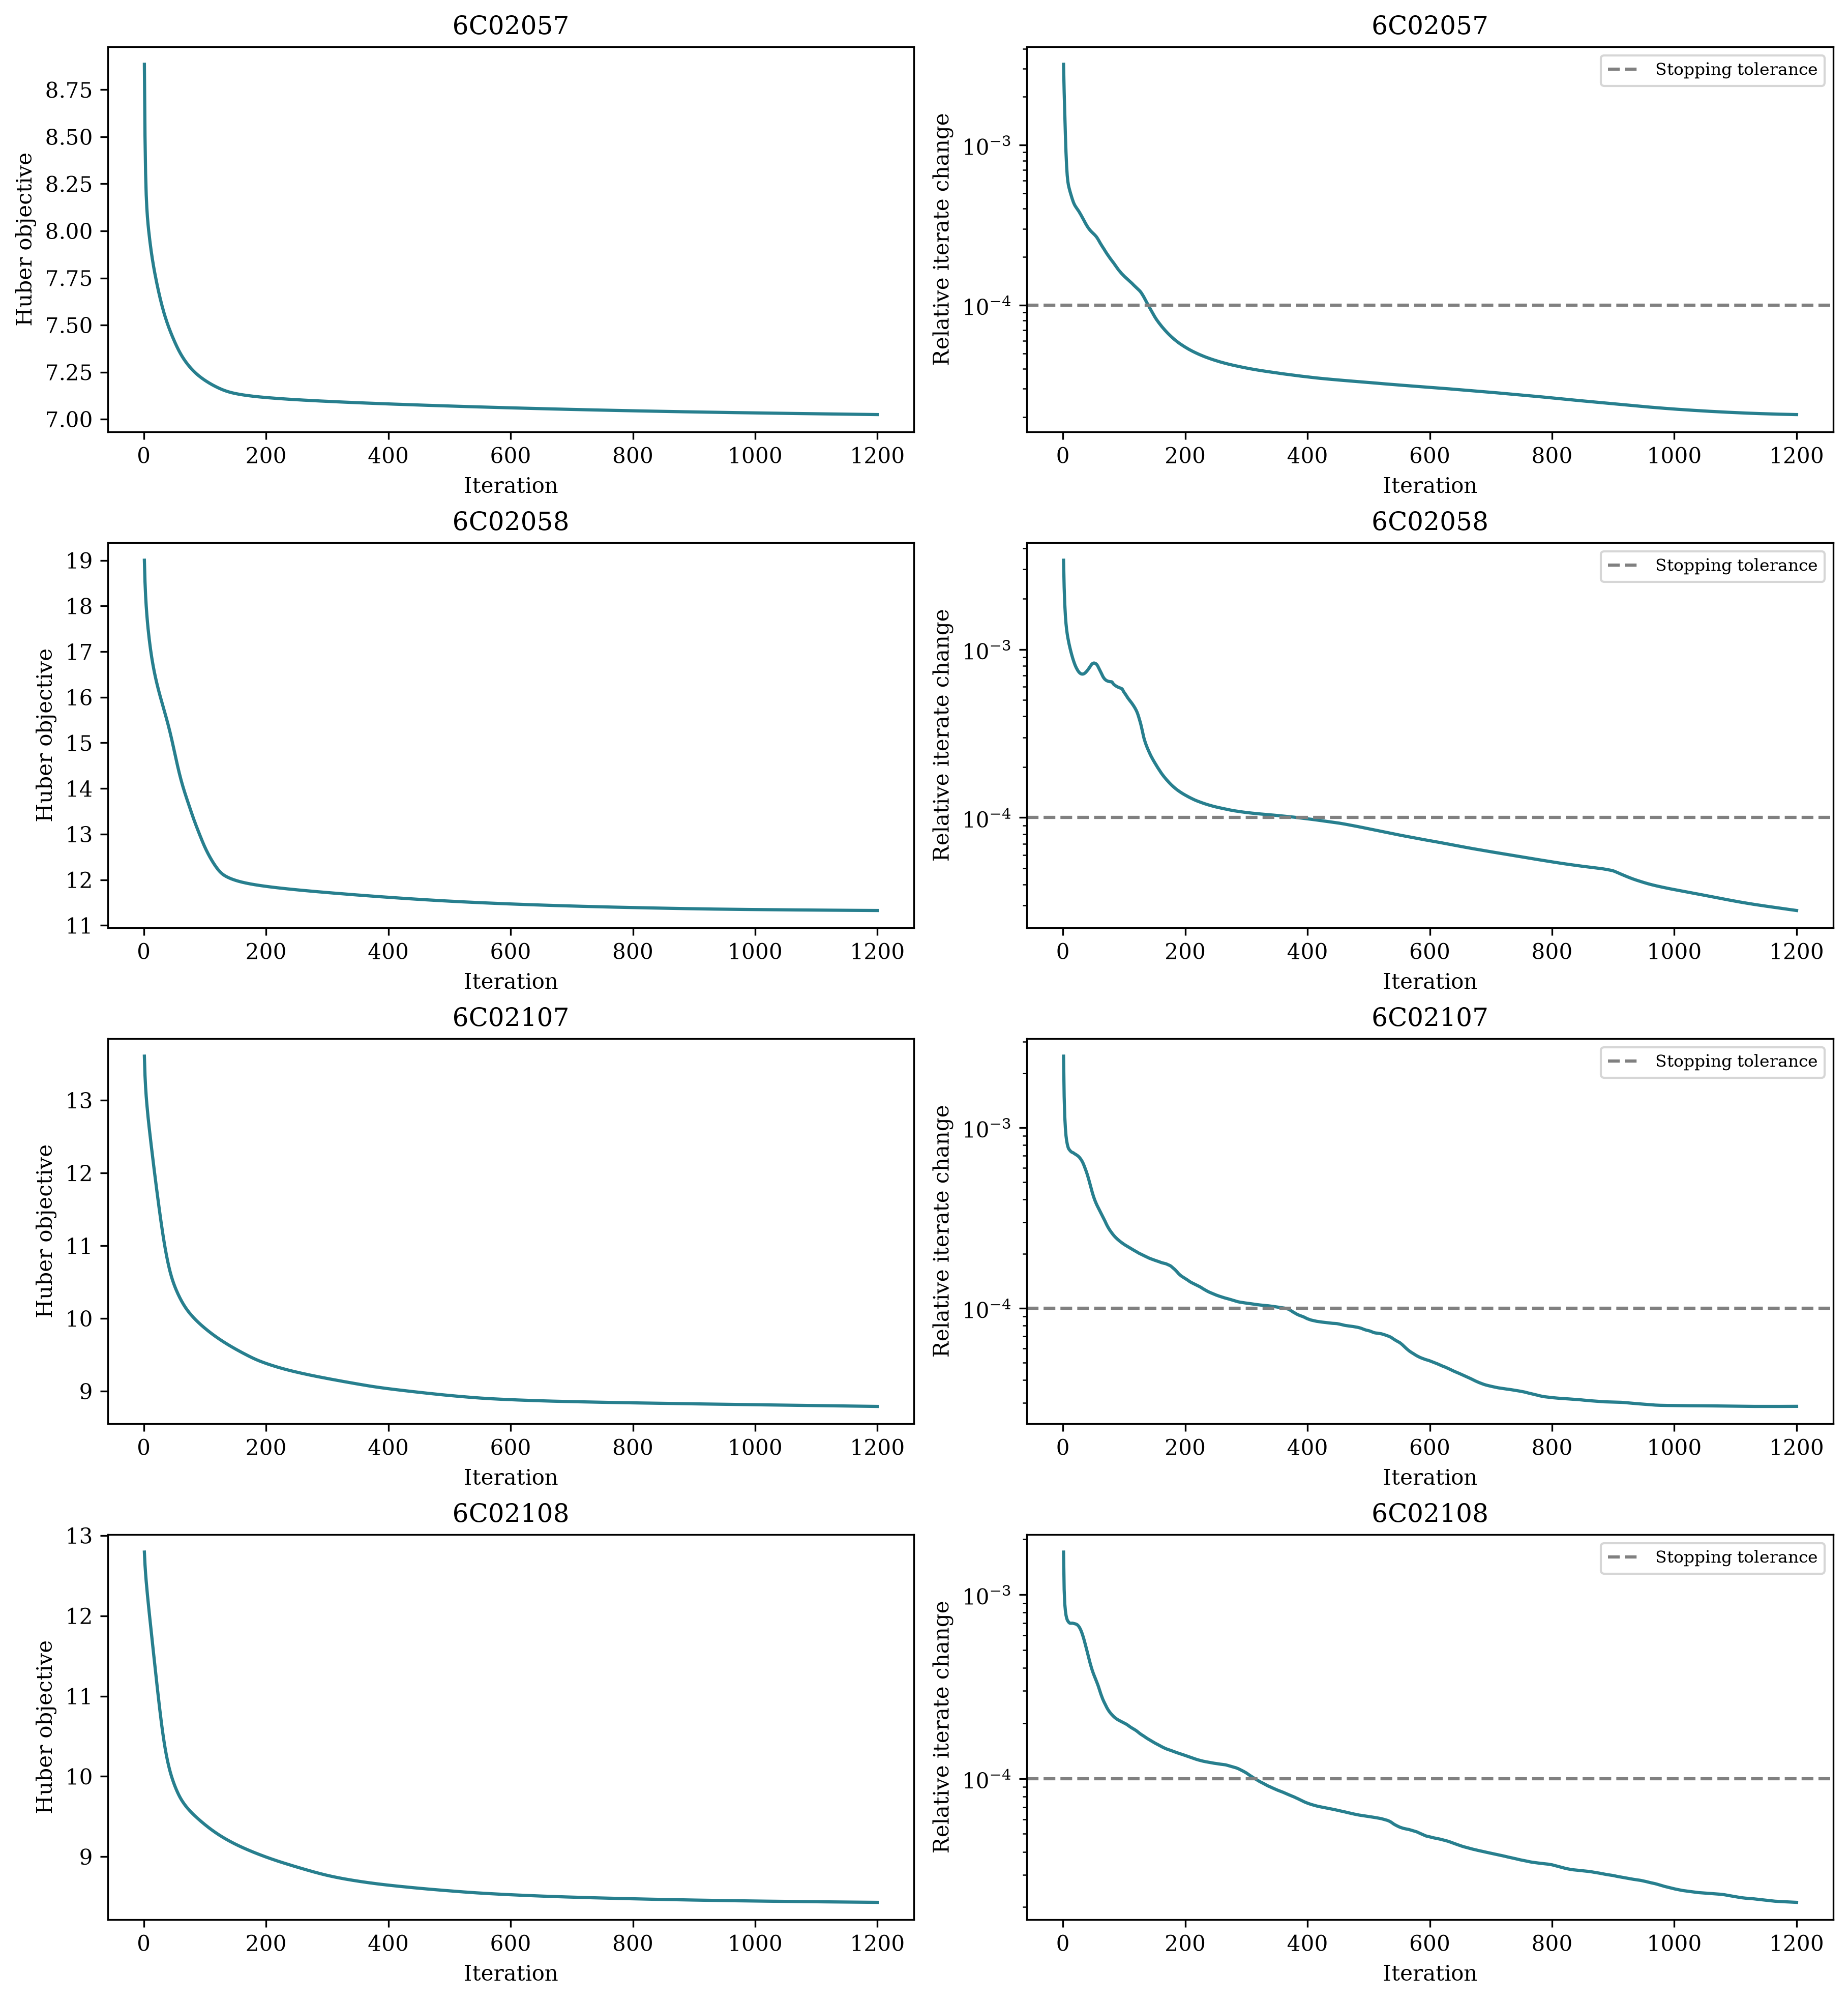 6C02057
8.75
8.50
8.25
8.00
7.75
7.50
7.25
7.00
Huber objective
0 200 400 600 800 1000 1200
Iteration
6C02057
Stopping tolerance
10⁻³
10⁻⁴
Relative iterate change
0 200 400 600 800 1000 1200
Iteration
6C02058
19
18
17
16
15
14
13
12
11
Huber objective
0 200 400 600 800 1000 1200
Iteration
6C02058
Stopping tolerance
10⁻³
10⁻⁴
Relative iterate change
0 200 400 600 800 1000 1200
Iteration
6C02107
13
12
11
10
9
Huber objective
0 200 400 600 800 1000 1200
Iteration
6C02107
Stopping tolerance
10⁻³
10⁻⁴
Relative iterate change
0 200 400 600 800 1000 1200
Iteration
6C02108
13
12
11
10
9
Huber objective
0 200 400 600 800 1000 1200
Iteration
6C02108
Stopping tolerance
10⁻³
10⁻⁴
Relative iterate change
0 200 400 600 800 1000 1200
Iteration